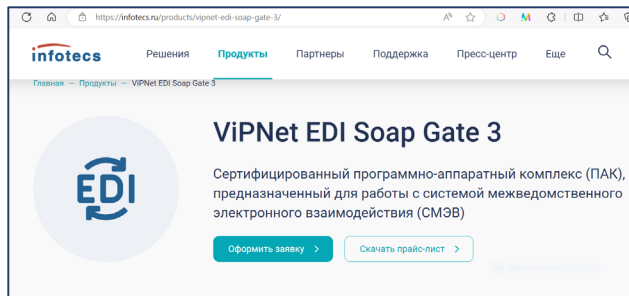 https://infotecs.ru/products/vipnet-edi-soap-gate-3/
infotecs
Решения Продукты Партнеры Поддержка Пресс-центр Еще
Главная — Продукты — ViPNet EDI Soap Gate 3
EDI
ViPNet EDI Soap Gate 3
Сертифицированный программно-аппаратный комплекс (ПАК),
предназначенный для работы с системой межведомственного
электронного взаимодействия (СМЭВ)
Оформить заявку > Скачать прайс-лист >